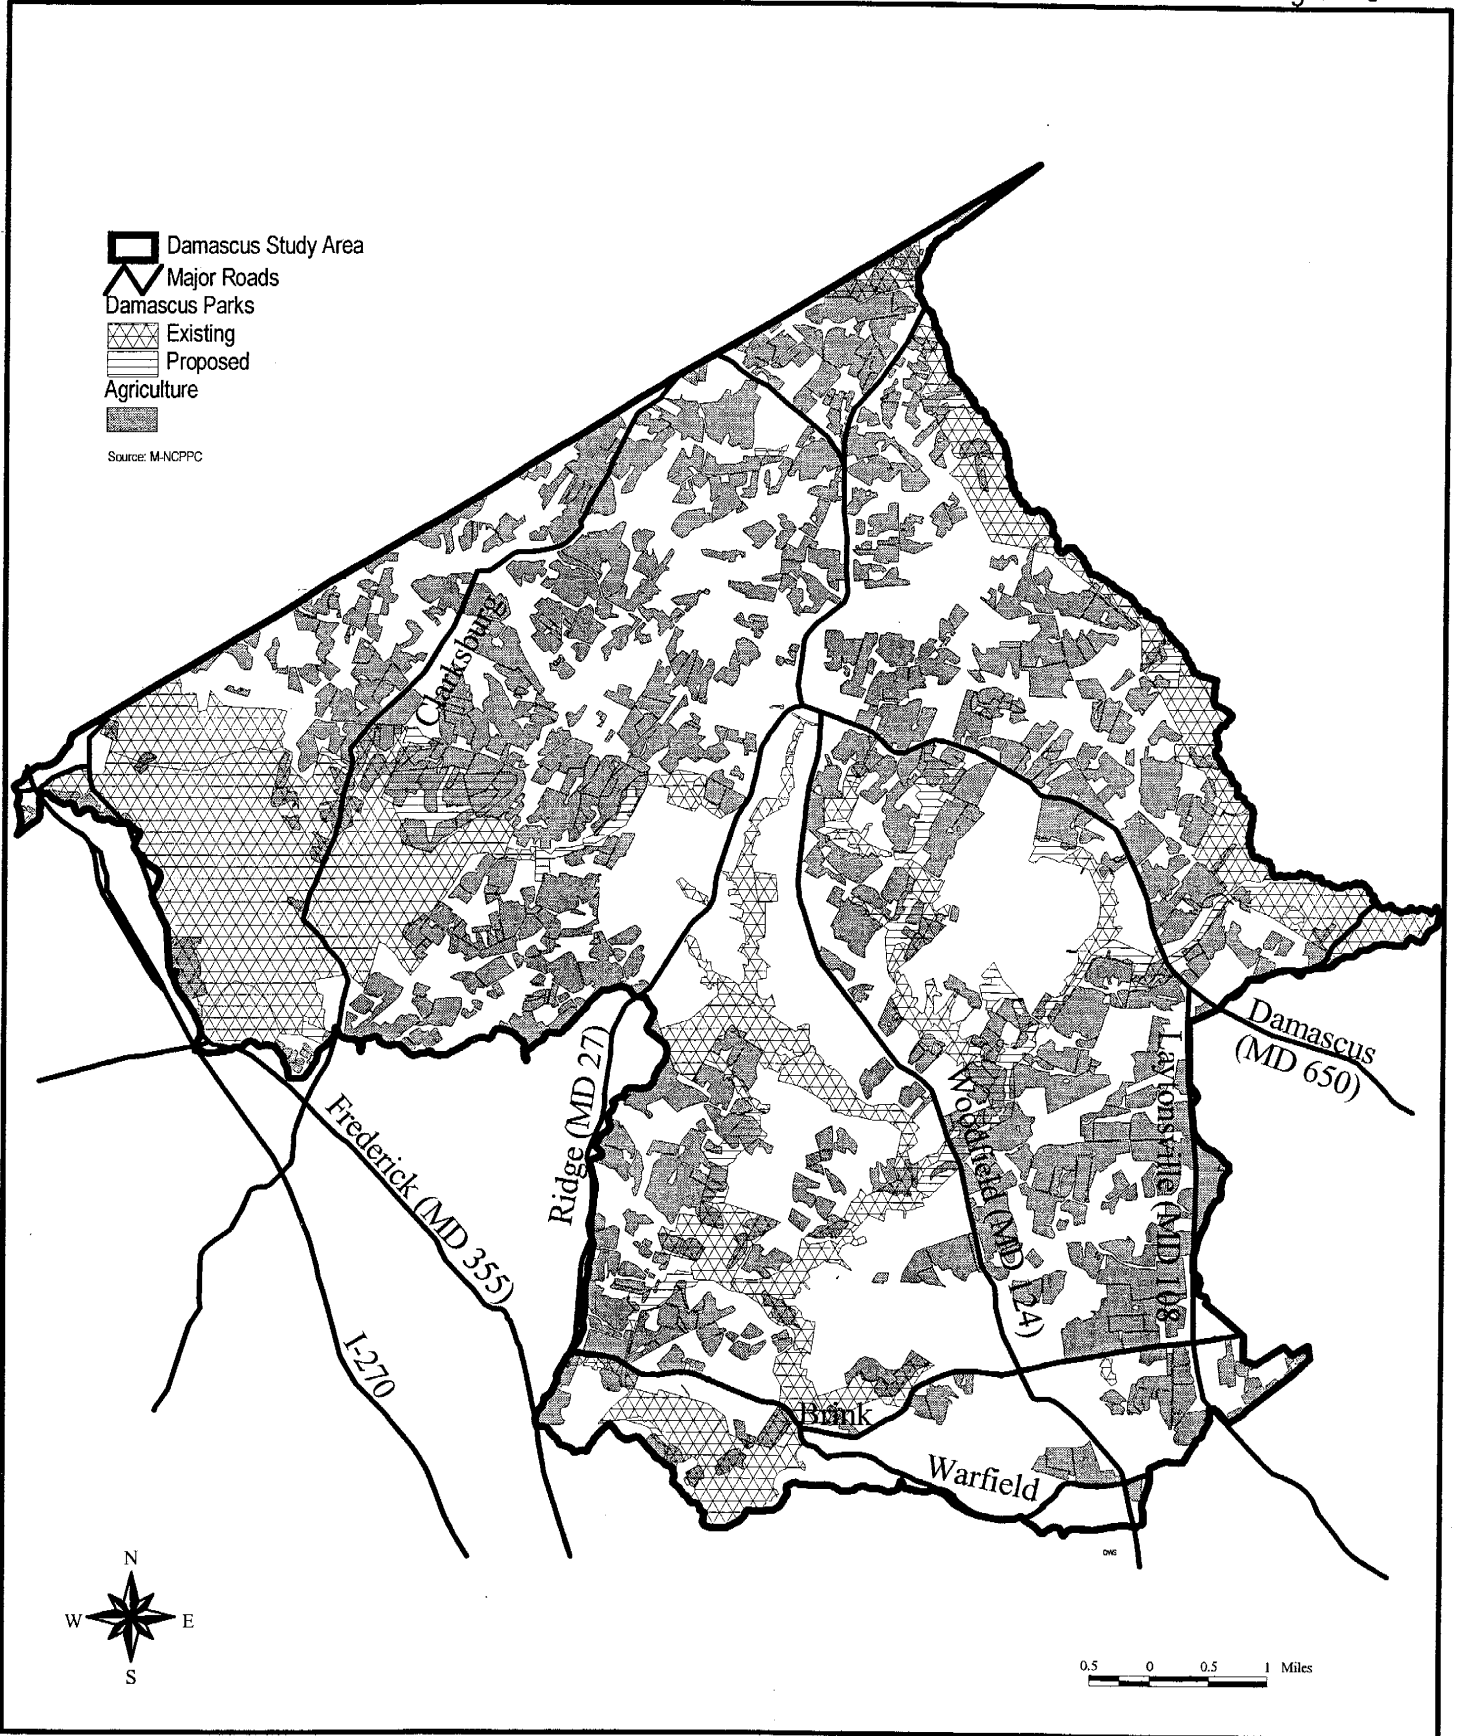 Damascus Study Area
Major Roads
Damascus Parks
Existing
Proposed
Agriculture
Source: M-NCPPC
Clarksburg
Damascus
(MD 650)
Laytonsville (MD 108
Woodfield (MD 124)
Ridge (MD 27)
Frederick (MD 355)
I-270
Brink
Warfield
DWG
N
W E
S
0.5 0 0.5 1 Miles